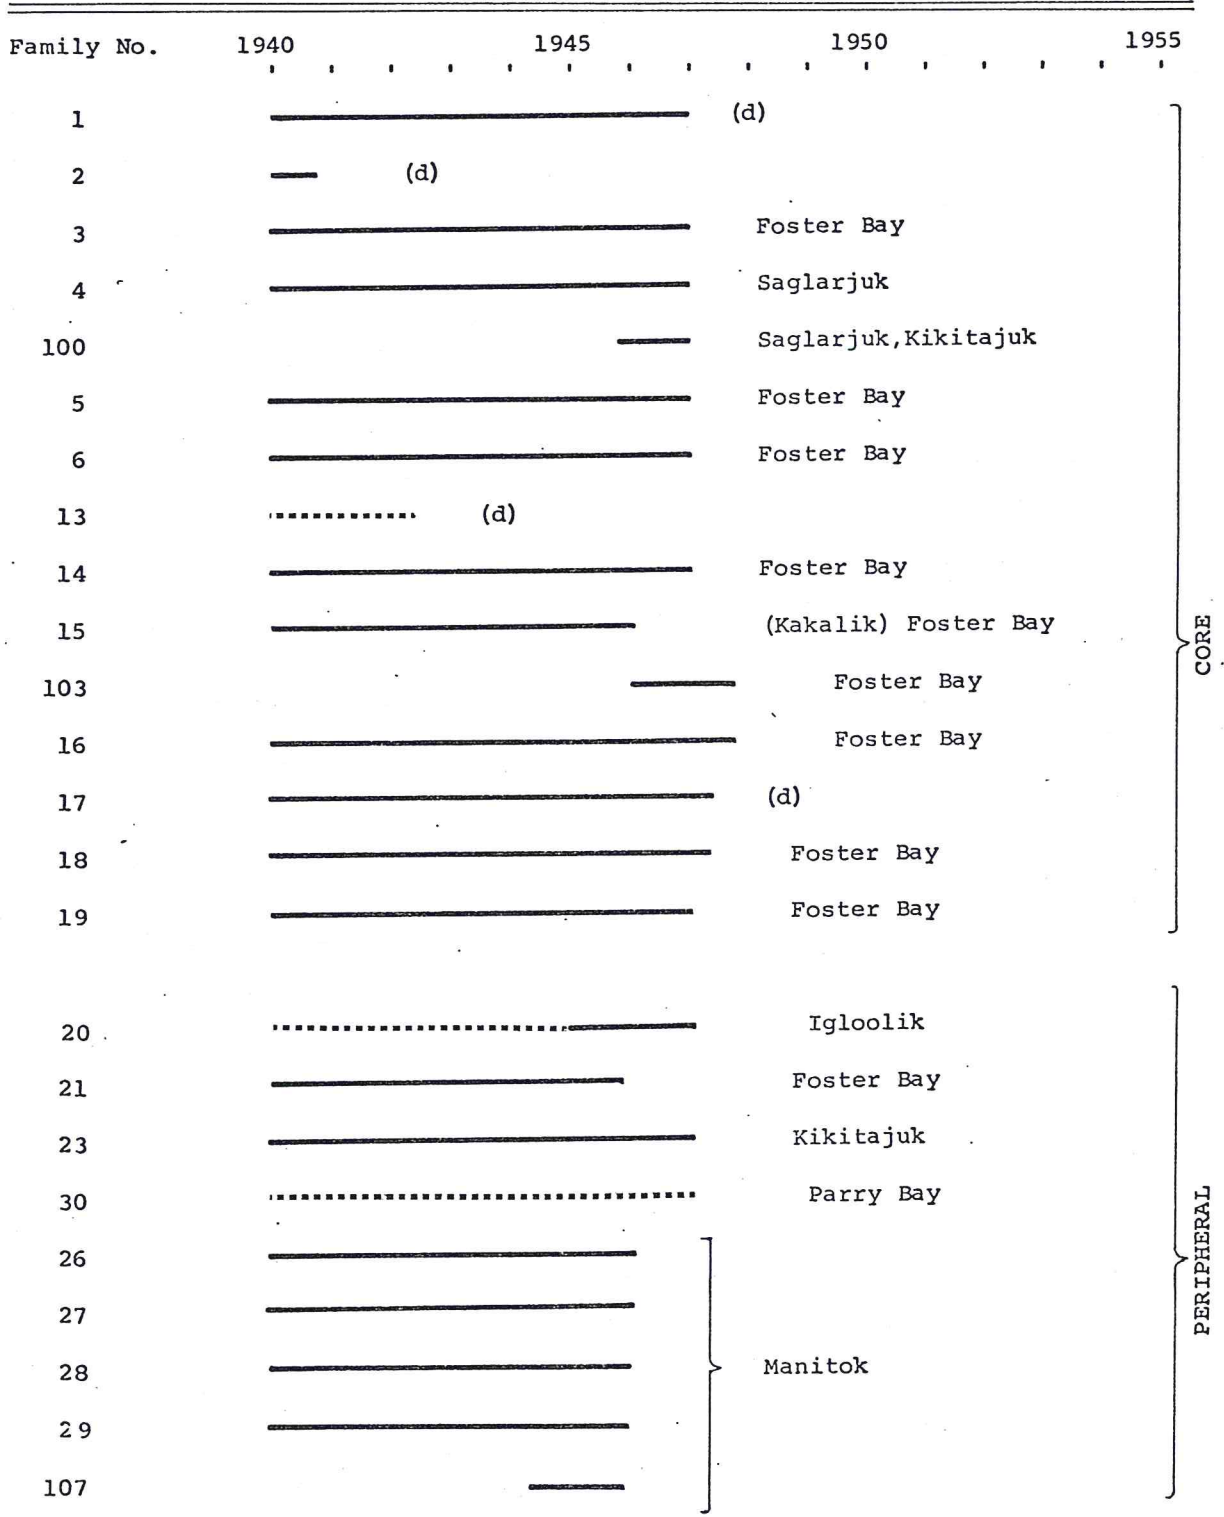 Family No. 1940 1945 1950 1955
1 (d)
2 (d)
3 Foster Bay
4 Saglarjuk
100 Saglarjuk,Kikitajuk
5 Foster Bay
6 Foster Bay
13 (d)
14 Foster Bay
15 (Kakalik) Foster Bay
103 Foster Bay
16 Foster Bay
17 (d)
18 Foster Bay
19 Foster Bay
CORE
20 Igloolik
21 Foster Bay
23 Kikitajuk
30 Parry Bay
26
27
28 Manitok
29
107
PERIPHERAL